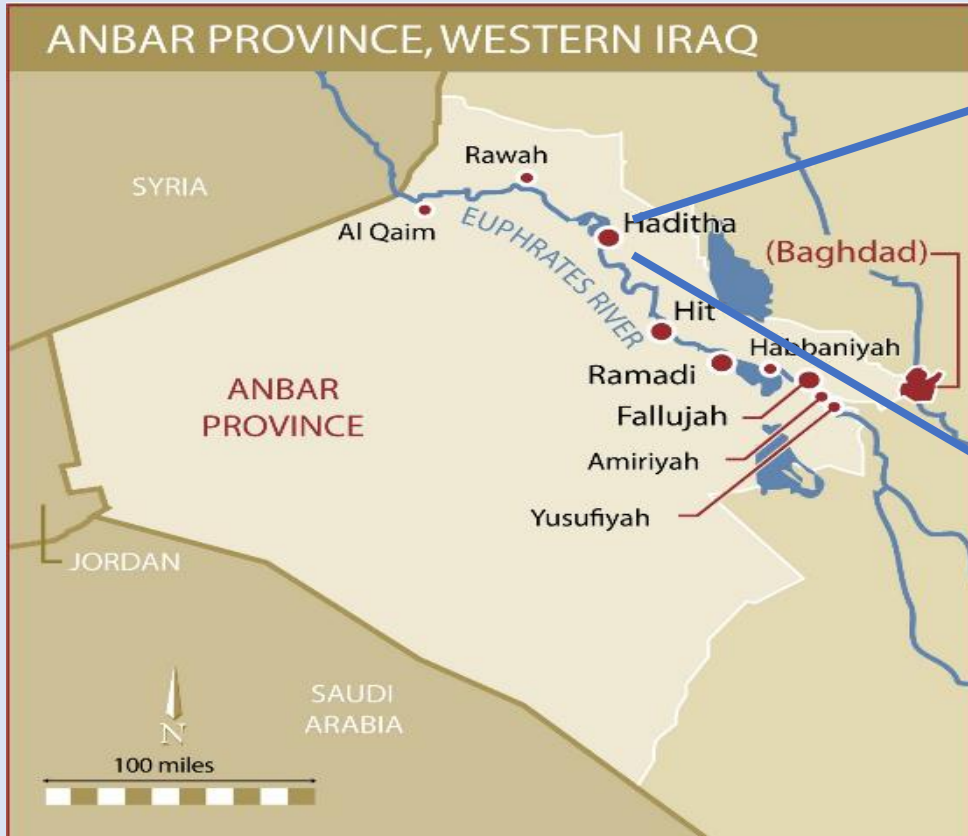 ANBAR PROVINCE, WESTERN IRAQ
SYRIA
Rawah
Al Qaim
EUPHRATES RIVER
Haditha
(Baghdad)
Hit
Habbaniyah
Ramadi
ANBAR
PROVINCE
Fallujah
Amiriyah
Yusufiyah
JORDAN
SAUDI
ARABIA
N
100 miles